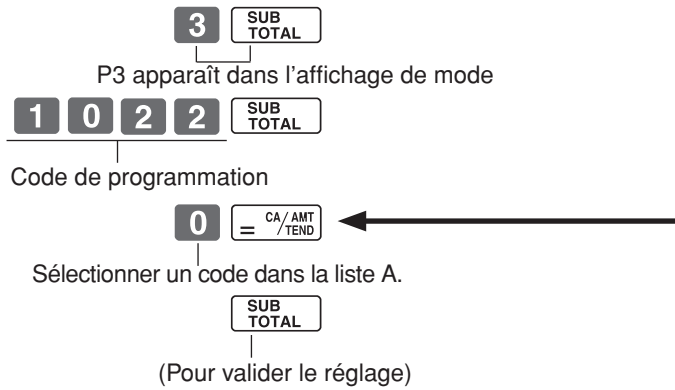 3 SUB TOTAL
P3 apparaît dans l'affichage de mode
1 0 2 2 SUB TOTAL
Code de programmation
0 = CA/AMT TEND
Sélectionner un code dans la liste A.
SUB TOTAL
(Pour valider le réglage)